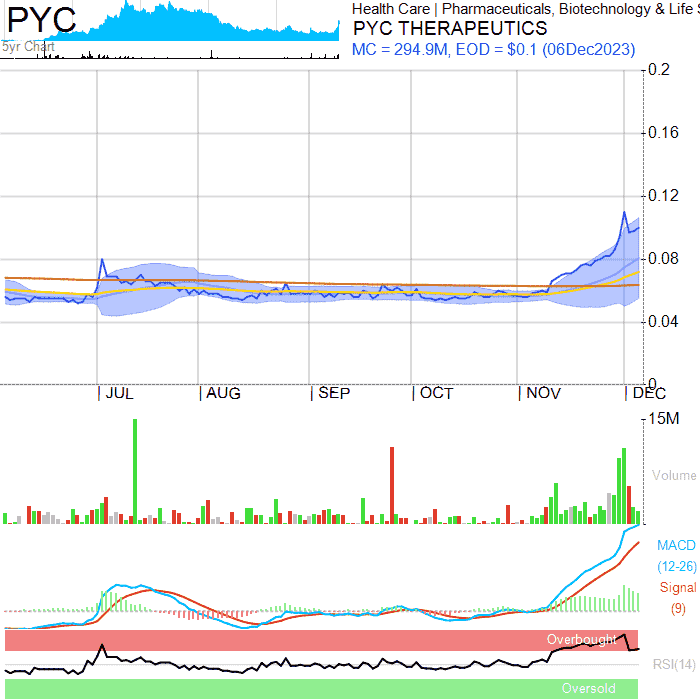 PYC
5yr Chart
Health Care | Pharmaceuticals, Biotechnology & Life S
PYC THERAPEUTICS
MC = 294.9M, EOD = $0.1 (06Dec2023)
0.2
0.16
0.12
0.08
0.04
0
JUL
AUG
SEP
OCT
NOV
DEC
15M
Volume
MACD
(12-26)
Signal
(9)
Overbought
RSI(14)
Oversold